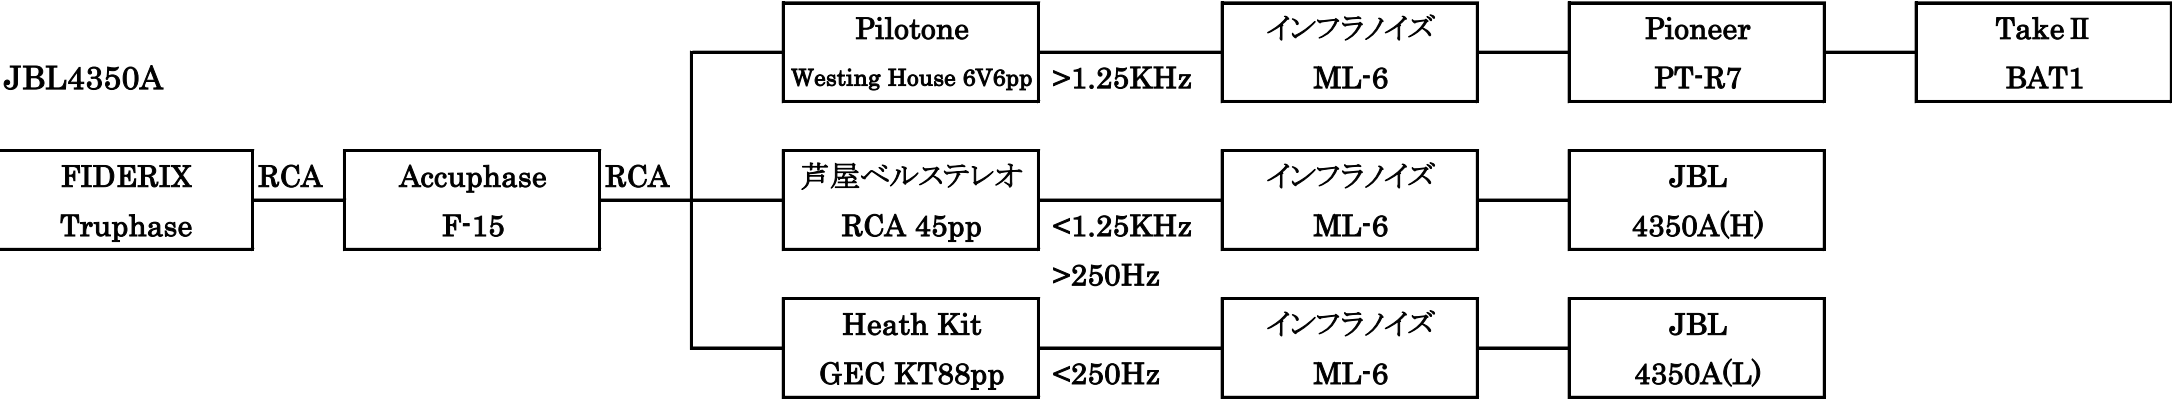 JBL4350A
Pilotone
Westing House 6V6pp
>1.25KHz
インフラノイズ
ML-6
Pioneer
PT-R7
TakeⅡ
BAT1
FIDERIX
Truphase
RCA
Accuphase
F-15
RCA
芦屋ベルステレオ
RCA 45pp
<1.25KHz
>250Hz
インフラノイズ
ML-6
JBL
4350A(H)
Heath Kit
GEC KT88pp
<250Hz
インフラノイズ
ML-6
JBL
4350A(L)